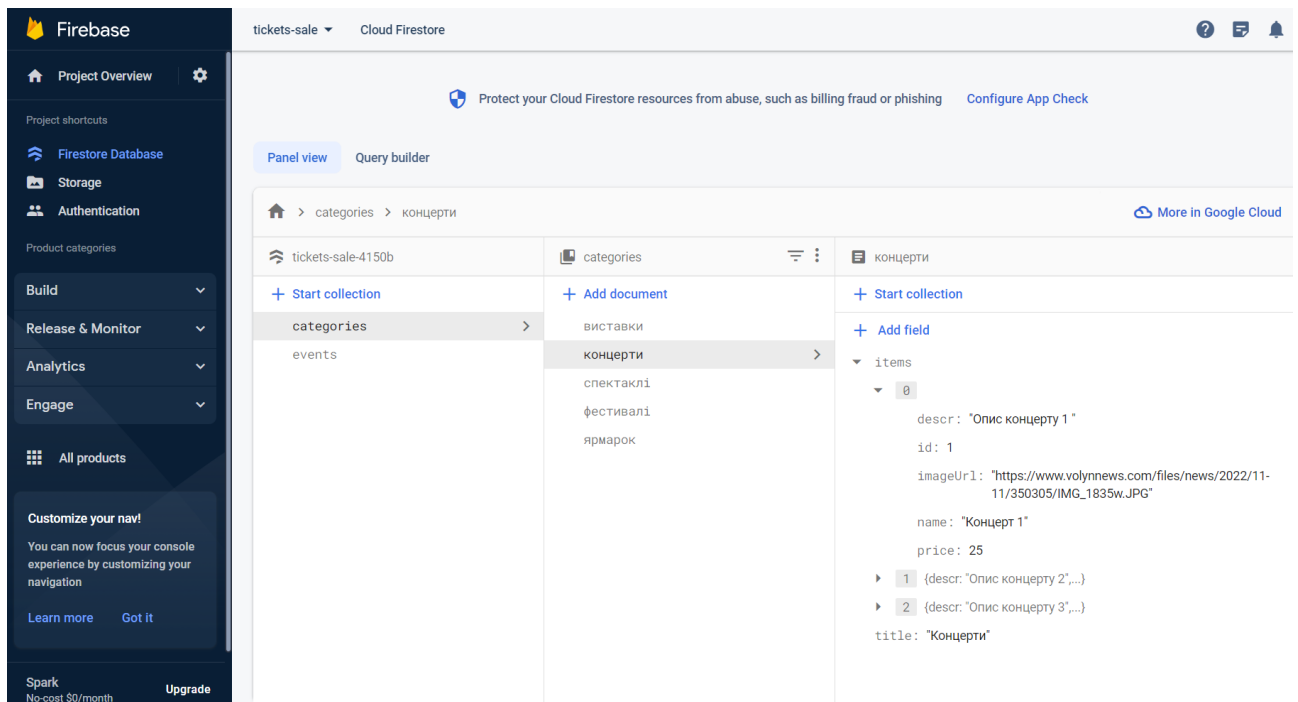 Firebase
tickets-sale
Cloud Firestore
Project Overview
Project shortcuts
Firestore Database
Storage
Authentication
Product categories
Build
Release & Monitor
Analytics
Engage
All products
Customize your nav!
You can now focus your console
experience by customizing your
navigation
Learn more Got it
Spark
No-cost $0/month
Upgrade
Protect your Cloud Firestore resources from abuse, such as billing fraud or phishing Configure App Check
Panel view Query builder
categories > концерти
More in Google Cloud
tickets-sale-4150b
+ Start collection
categories
events
categories
+ Add document
виставки
концерти
спектаклі
фестивалі
ярмарок
концерти
+ Start collection
+ Add field
items
0
descr: "Опис концерту 1 "
id: 1
imageUrl: "https://www.volynnews.com/files/news/2022/11-
11/350305/IMG_1835w.JPG"
name: "Концерт 1"
price: 25
1 {descr: "Опис концерту 2",...}
2 {descr: "Опис концерту 3",...}
title: "Концерти"